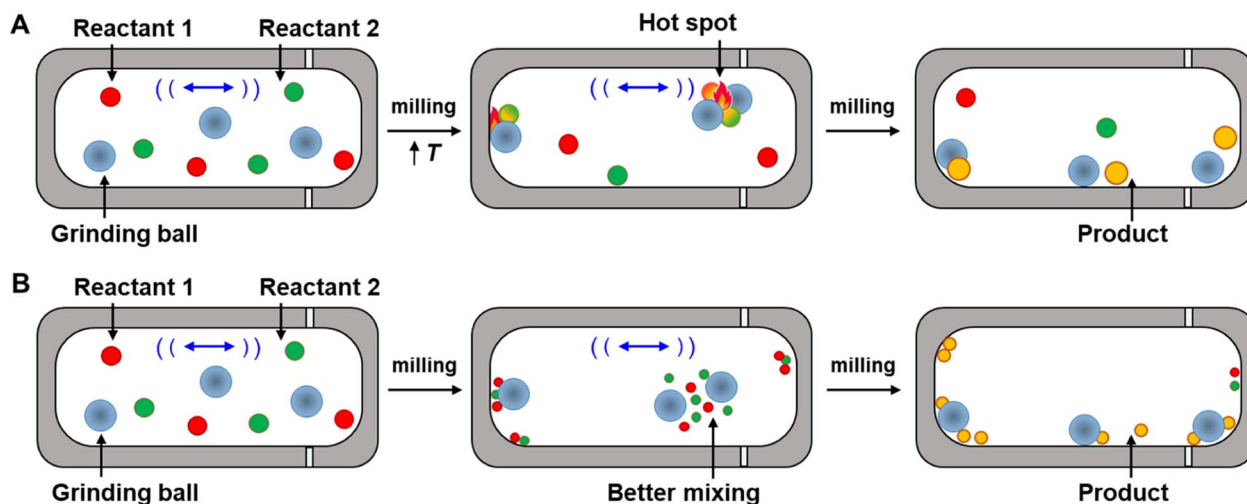 A
Reactant 1
Reactant 2
Hot spot
milling
↑ T
milling
Grinding ball
Product
B
Reactant 1
Reactant 2
milling
milling
Grinding ball
Better mixing
Product